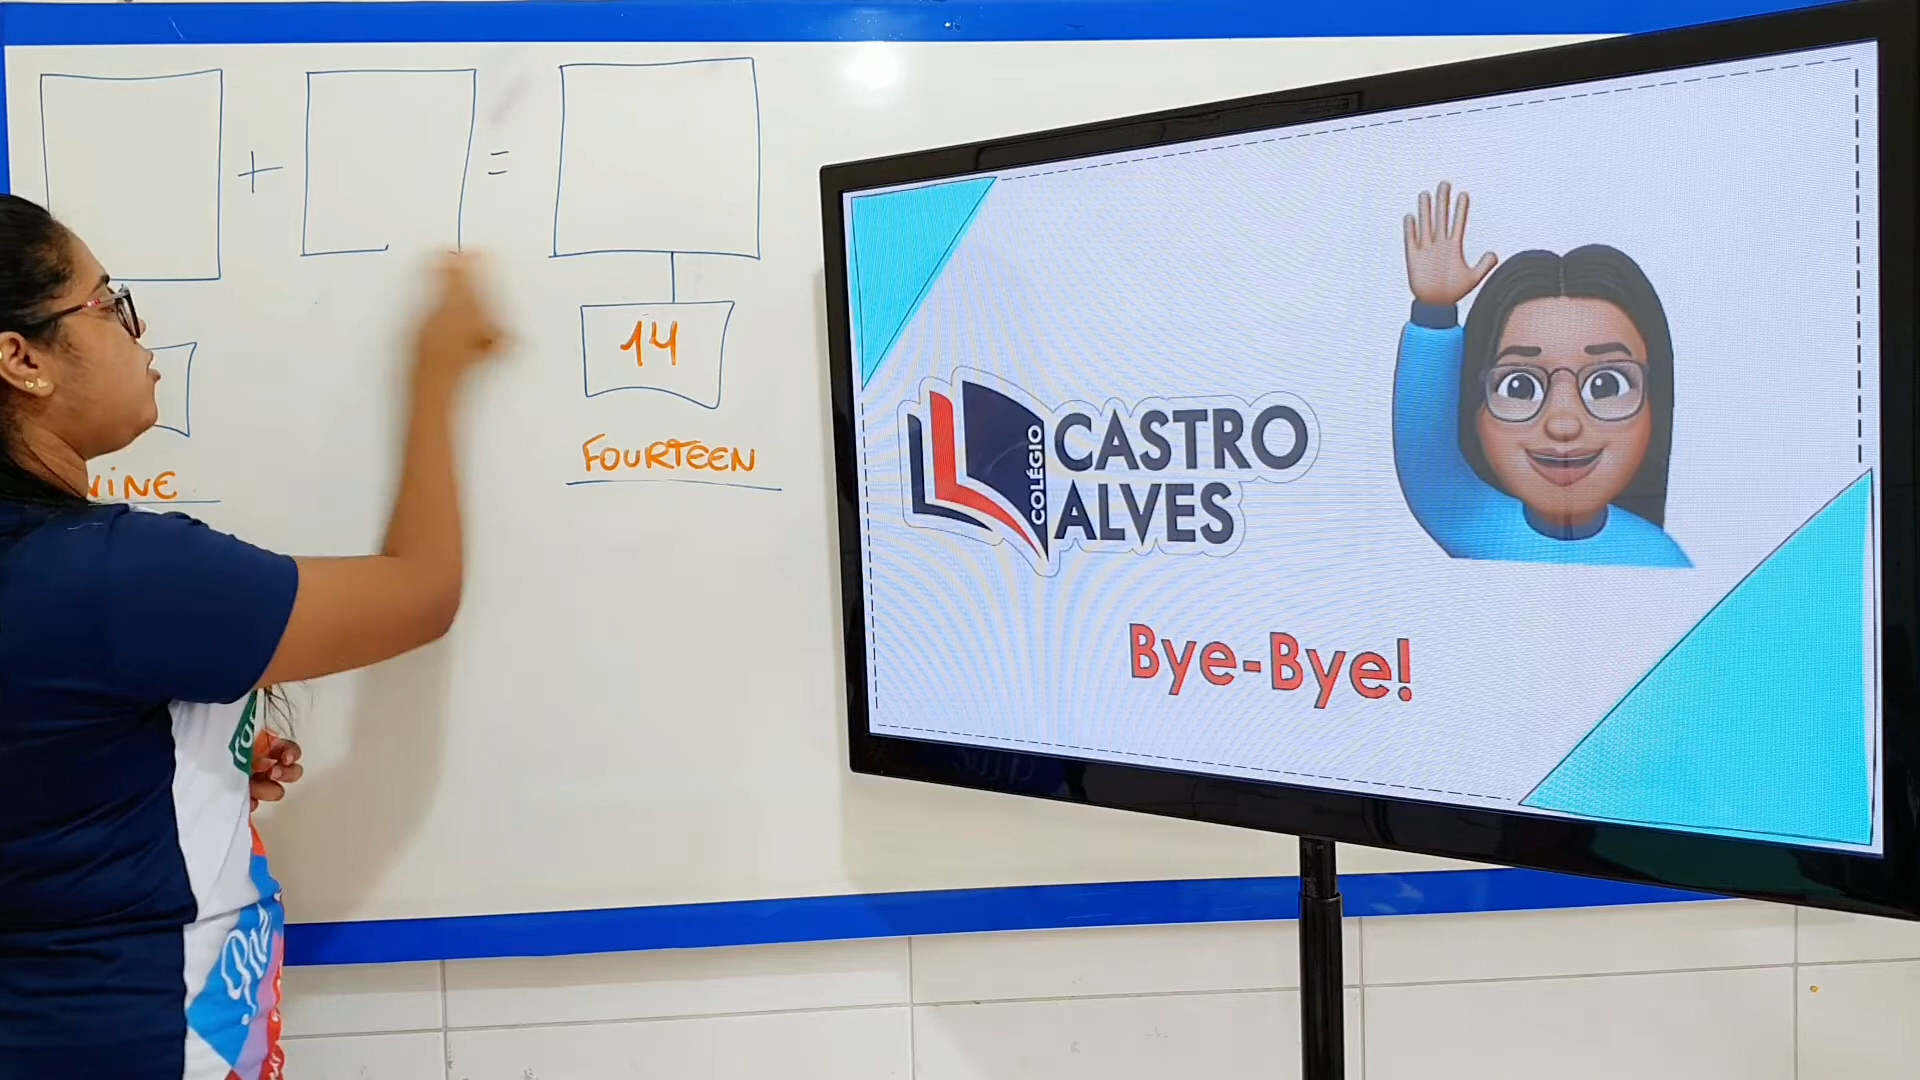 + =
14
FOURTEEN
NINE
COLÉGIO
CASTRO
ALVES
Bye-Bye!